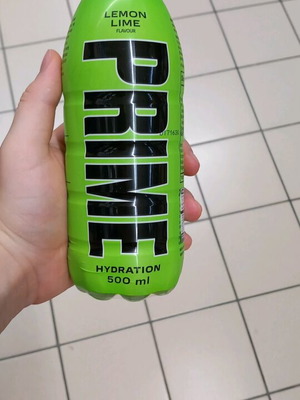 LEMON
LIME
FLAVOUR
PRIME
HYDRATION
500 ml